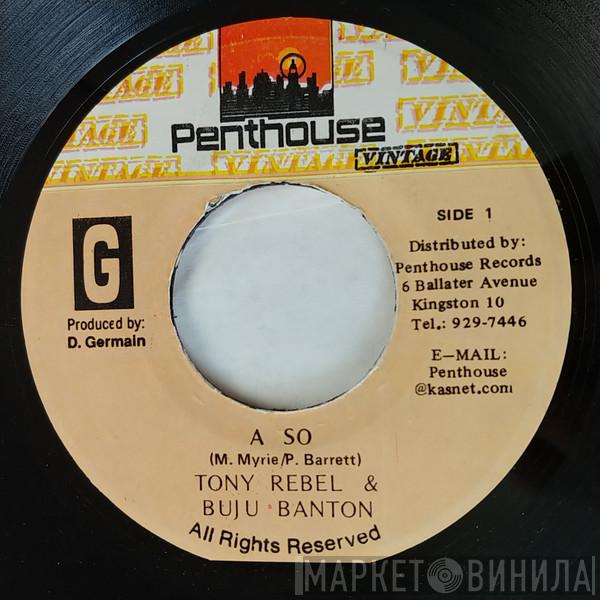 Penthouse
VINTAGE
SIDE 1
G
Produced by:
D. Germain
Distributed by:
Penthouse Records
6 Ballater Avenue
Kingston 10
Tel.: 929-7446
E-MAIL:
Penthouse
@kasnet.com
A SO
(M. Myrie/P. Barrett)
TONY REBEL &
BUJU BANTON
All Rights Reserved
МАРКЕТ ВИНИЛА